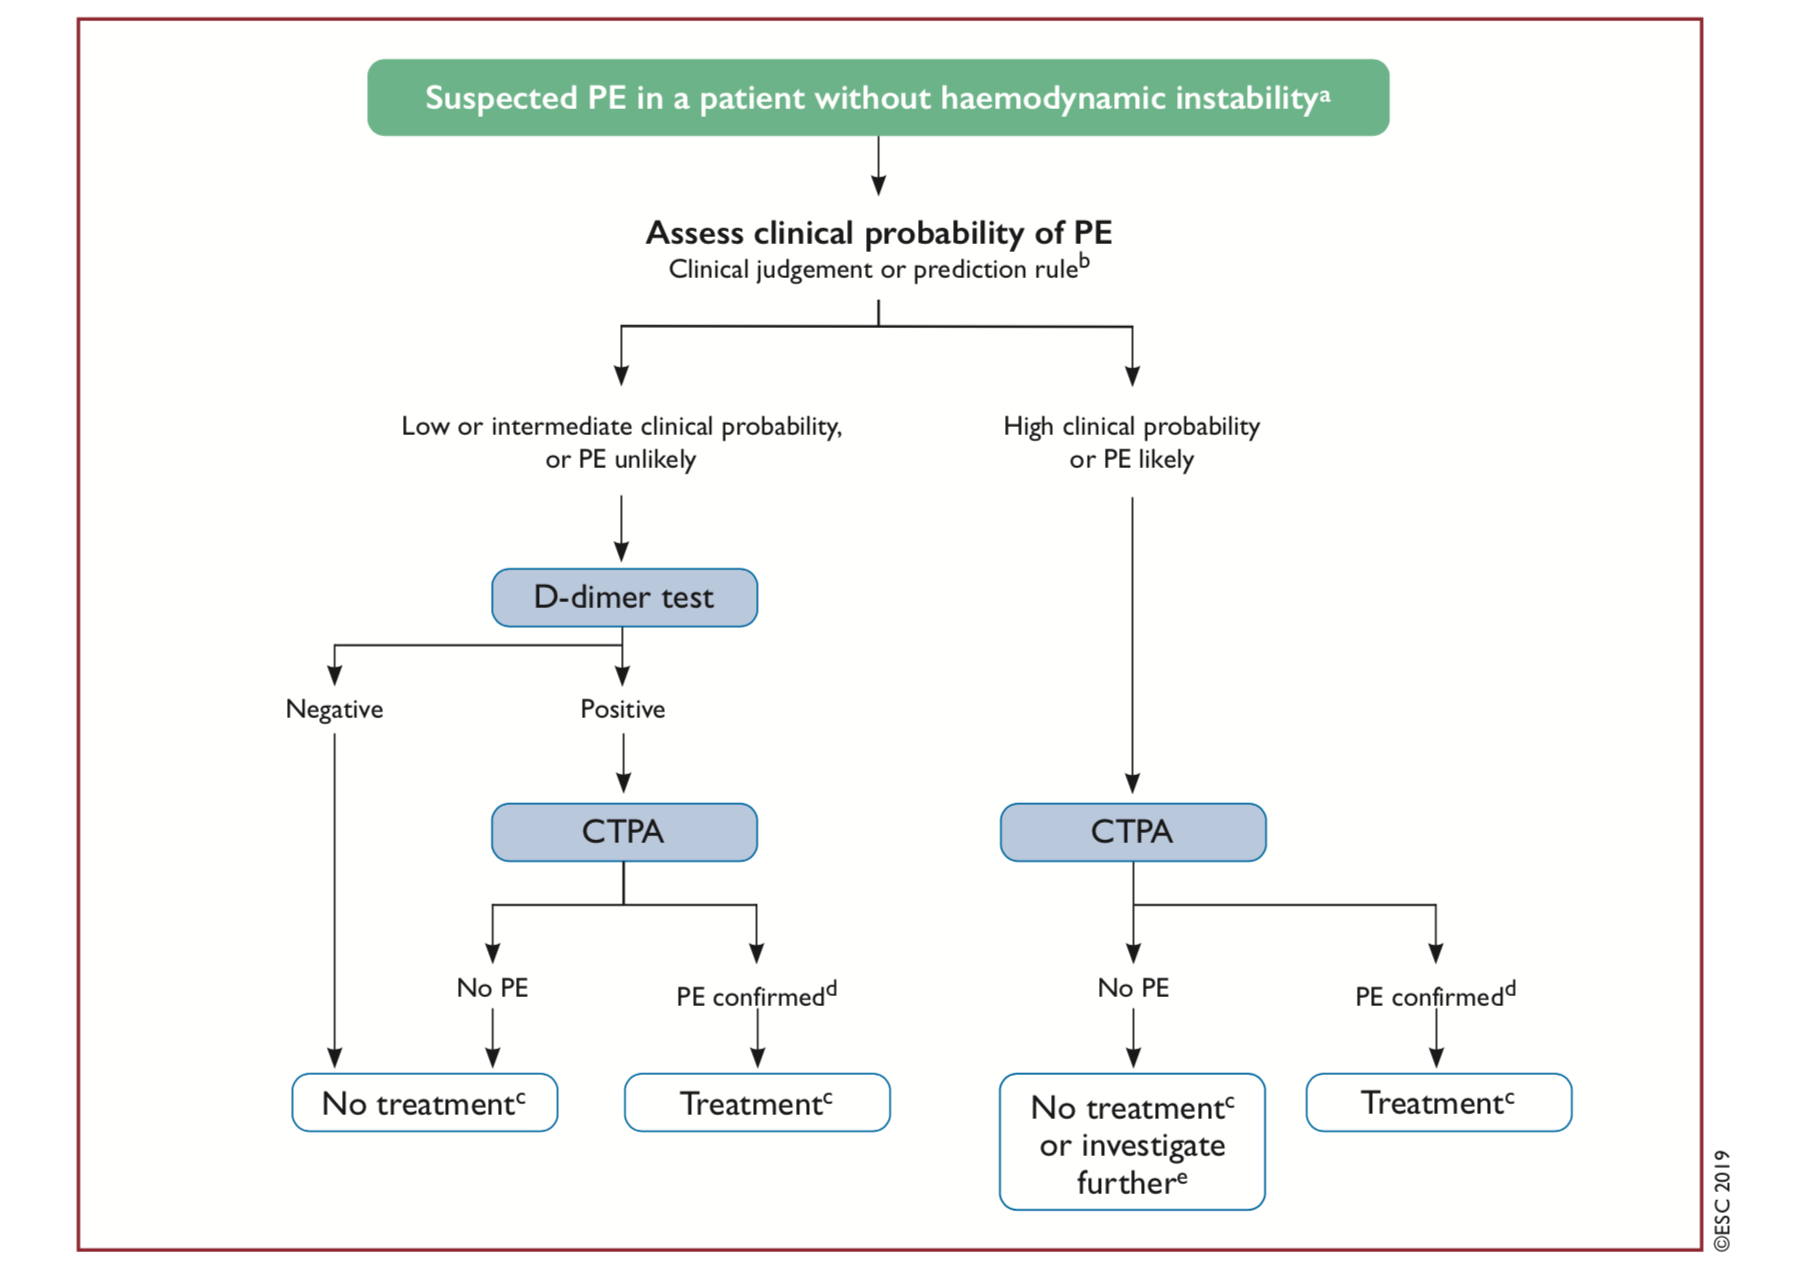 Suspected PE in a patient without haemodynamic instabilityᵃ
Assess clinical probability of PE
Clinical judgement or prediction ruleᵇ
Low or intermediate clinical probability,
or PE unlikely
High clinical probability
or PE likely
D-dimer test
Negative
Positive
CTPA
CTPA
No PE
PE confirmedᵈ
No PE
PE confirmedᵈ
No treatmentᶜ
Treatmentᶜ
No treatmentᶜ
or investigate
furtherᵉ
Treatmentᶜ
©ESC 2019